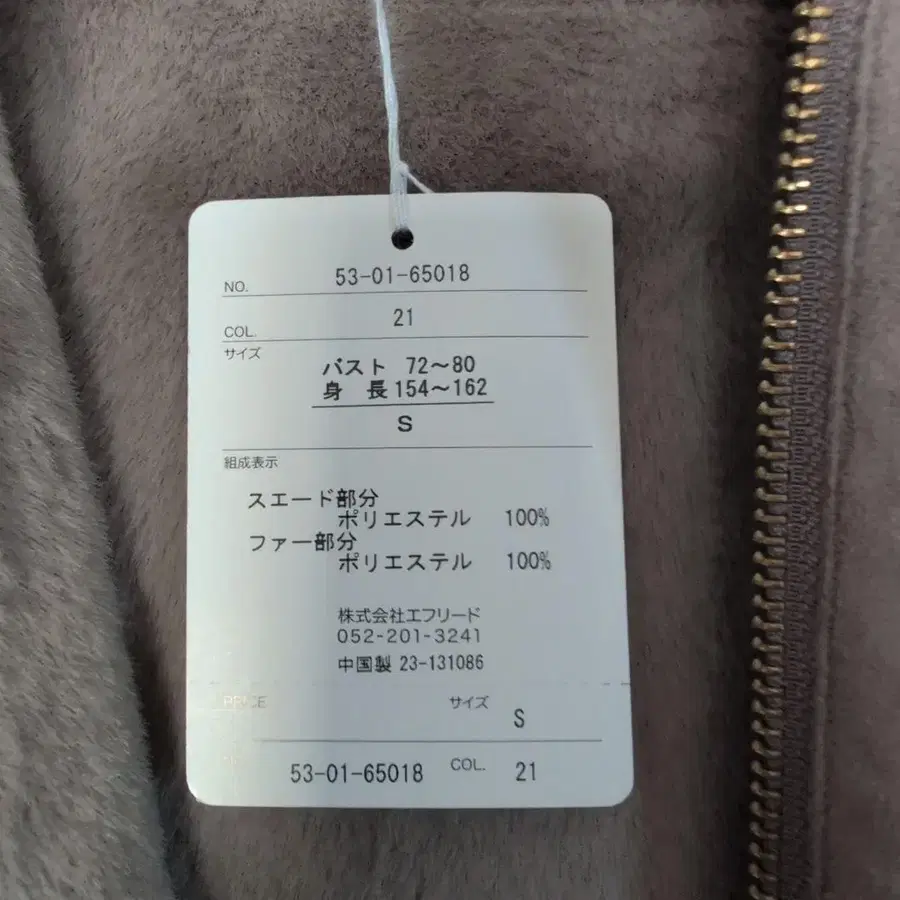 NO. 53-01-65018
COL. 21
サイズ
バスト 72～80
身 長 154～162
S
組成表示
スエード部分
ポリエステル 100%
ファー部分
ポリエステル 100%
株式会社エフリード
052-201-3241
中国製 23-131086
PRICE サイズ
S
53-01-65018 COL. 21